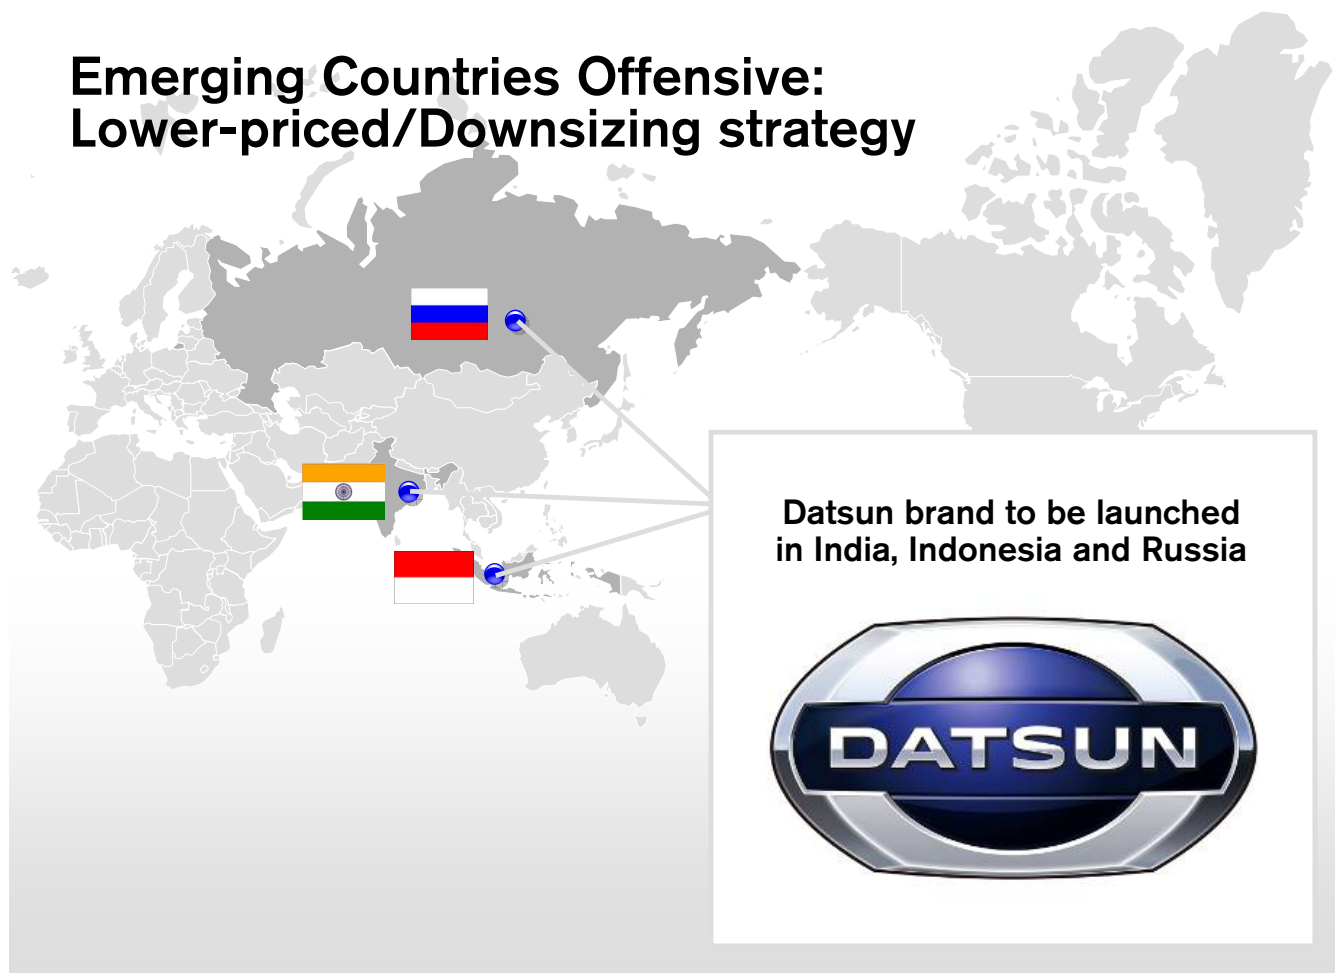 Emerging Countries Offensive:
Lower-priced/Downsizing strategy
Datsun brand to be launched
in India, Indonesia and Russia
DATSUN